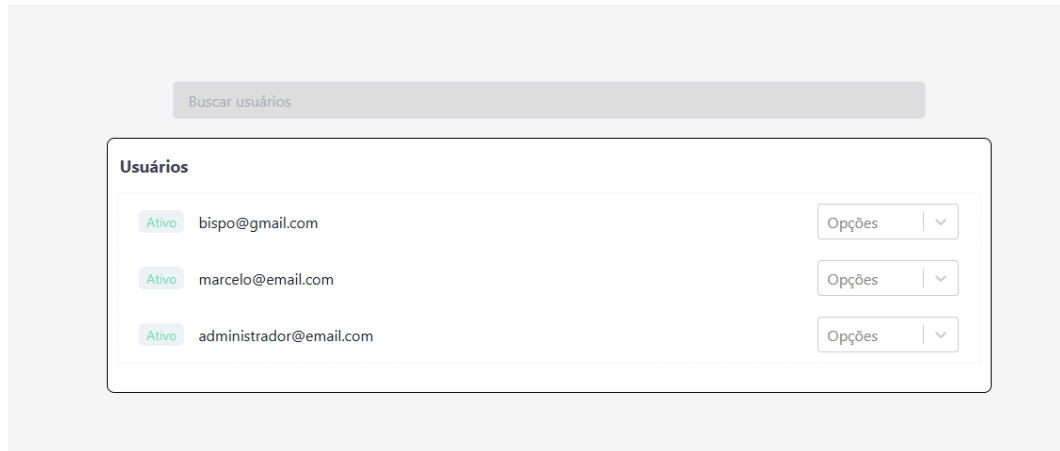 Buscar usuários
Usuários
Ativo bispo@gmail.com Opções
Ativo marcelo@email.com Opções
Ativo administrador@email.com Opções